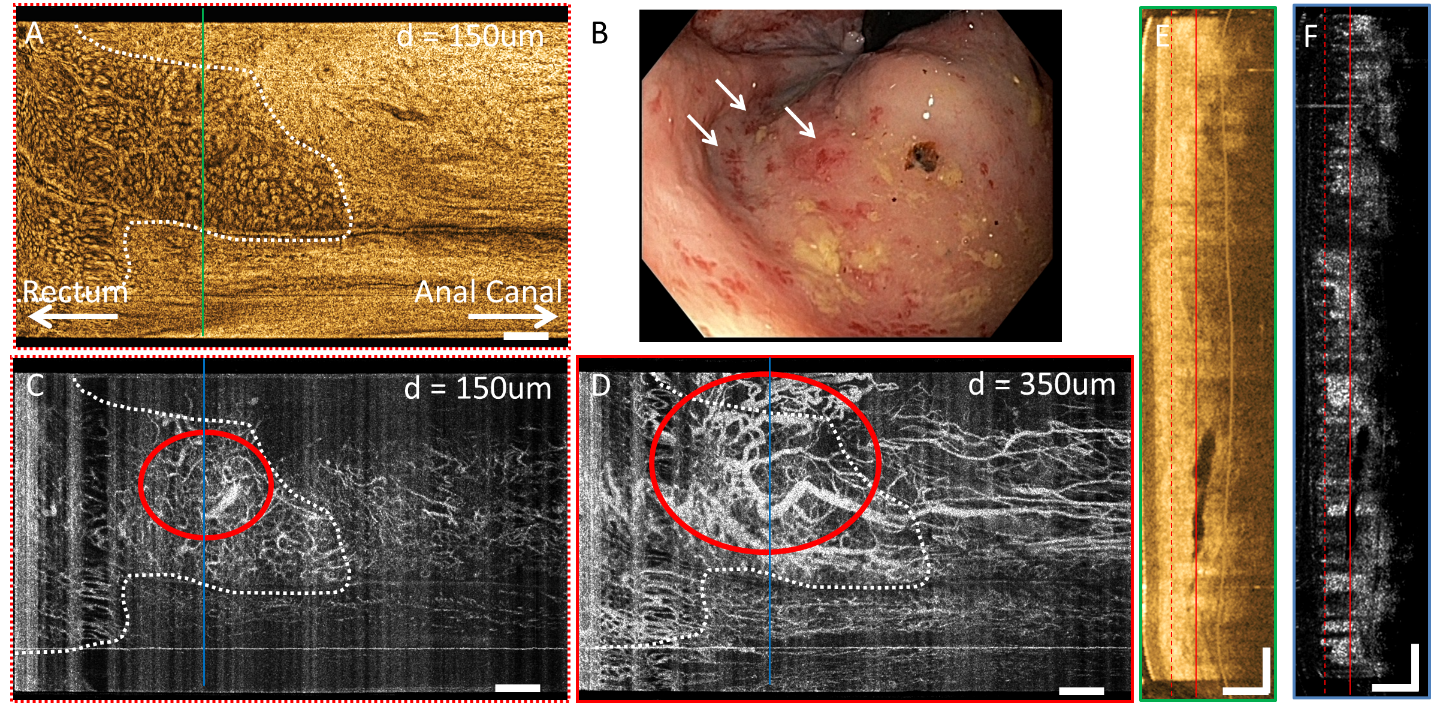 A
d = 150um
Rectum
Anal Canal
B
C
d = 150um
D
d = 350um
E
F